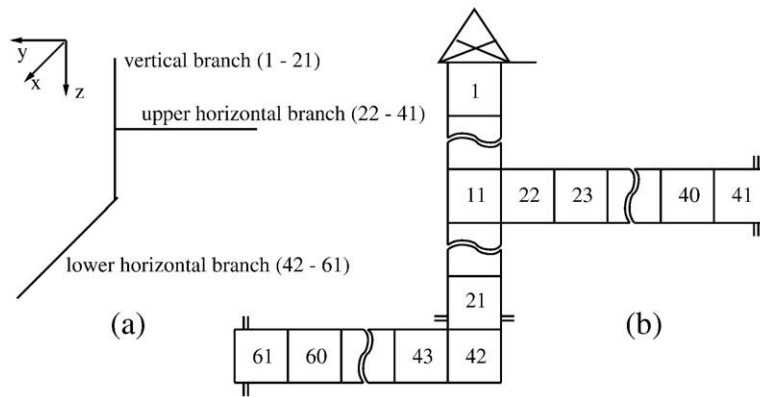 y
x
z
vertical branch (1 - 21)
upper horizontal branch (22 - 41)
lower horizontal branch (42 - 61)
(a)
1
11 22 23 40 41
21
(b)
61 60 43 42